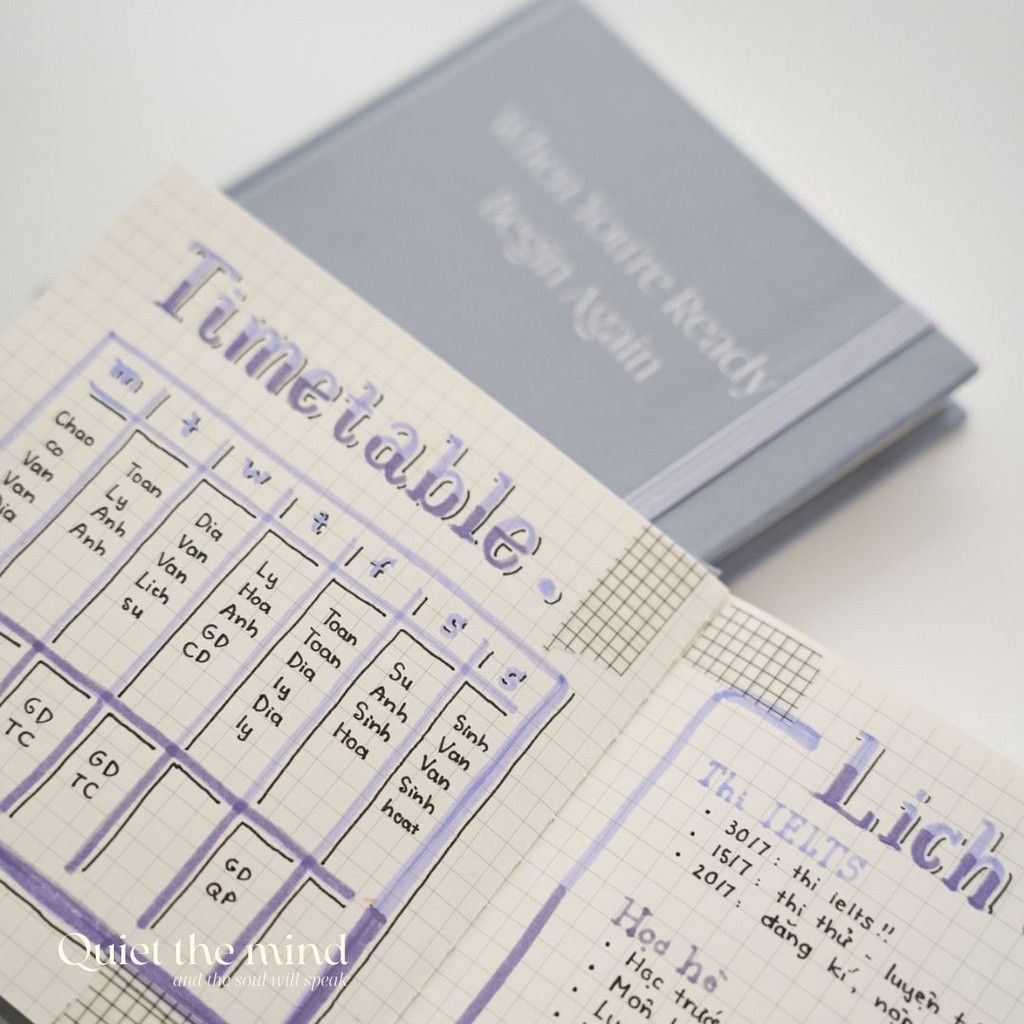 When You're Ready
Begin Again
Timetable.
m | t | w | t | f | s | s
Chao
co
Van
Van
Toan
Ly
Anh
Anh
Dia
Van
Van
Lich
su
Ly
Hoa
Anh
GD
CD
Toan
Toan
Dia
ly
Dia
ly
Su
Anh
Sinh
Hoa
Sinh
Van
Van
Sinh
hoat
GD
TC
GD
TC
GD
QP
Lich
Thi IELTS
• 30/7: thi ielts!!
• 15/7: thi thử - luyện
• 20/7: đăng kí,
Học hè
• Học
• Môn
Quiet the mind
and the soul will speak